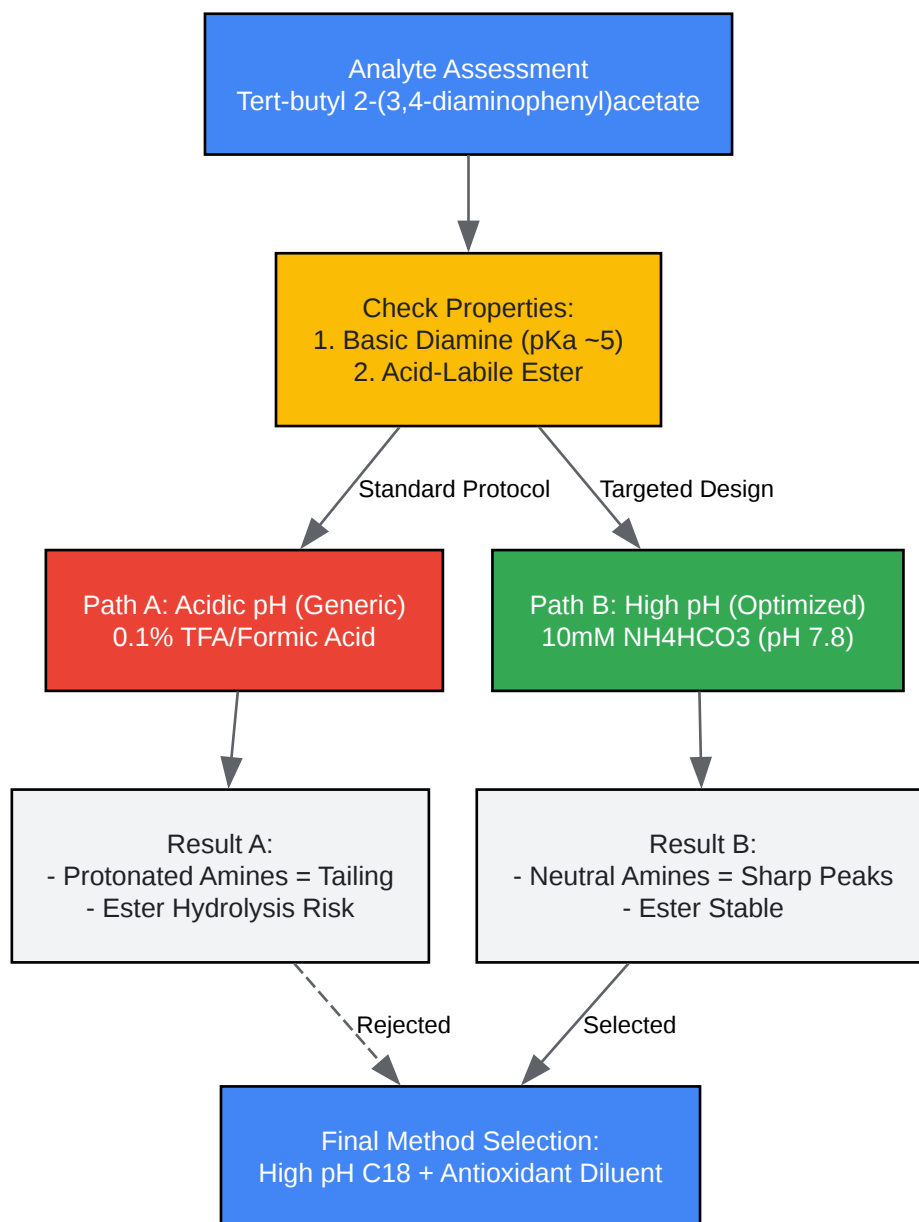 Analyte Assessment
Tert-butyl 2-(3,4-diaminophenyl)acetate
Check Properties:
1. Basic Diamine (pKa ~5)
2. Acid-Labile Ester
Standard Protocol
Targeted Design
Path A: Acidic pH (Generic)
0.1% TFA/Formic Acid
Path B: High pH (Optimized)
10mM NH4HCO3 (pH 7.8)
Result A:
- Protonated Amines = Tailing
- Ester Hydrolysis Risk
Result B:
- Neutral Amines = Sharp Peaks
- Ester Stable
Rejected
Selected
Final Method Selection:
High pH C18 + Antioxidant Diluent